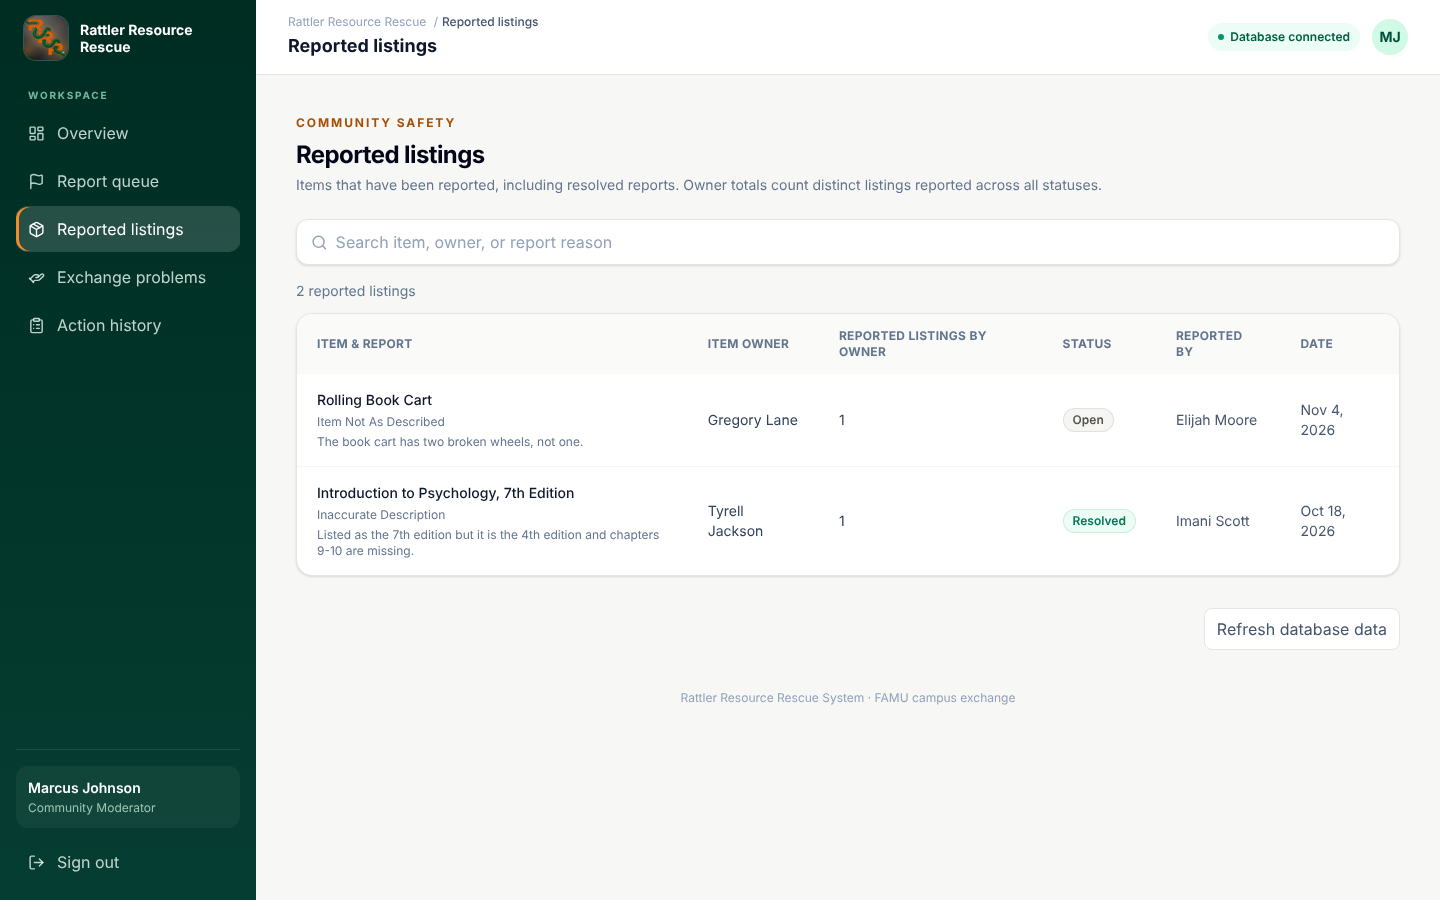 Rattler Resource
Rescue
WORKSPACE
Overview
Report queue
Reported listings
Exchange problems
Action history
Marcus Johnson
Community Moderator
Sign out
Rattler Resource Rescue / Reported listings
Reported listings
Database connected
MJ
COMMUNITY SAFETY
Reported listings
Items that have been reported, including resolved reports. Owner totals count distinct listings reported across all statuses.
Search item, owner, or report reason
2 reported listings
ITEM & REPORT
ITEM OWNER
REPORTED LISTINGS BY
OWNER
STATUS
REPORTED
BY
DATE
Rolling Book Cart
Item Not As Described
The book cart has two broken wheels, not one.
Gregory Lane
1
Open
Elijah Moore
Nov 4,
2026
Introduction to Psychology, 7th Edition
Inaccurate Description
Listed as the 7th edition but it is the 4th edition and chapters
9-10 are missing.
Tyrell
Jackson
1
Resolved
Imani Scott
Oct 18,
2026
Refresh database data
Rattler Resource Rescue System · FAMU campus exchange